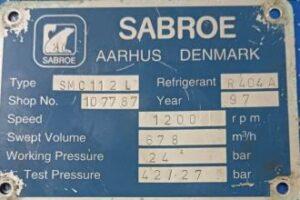 SABROE
SABROE
AARHUS DENMARK
Type SMC112L Refrigerant R404A
Shop No. 107787 Year 97
Speed 1200 rpm
Swept Volume 678 m³/h
Working Pressure 24 bar
Test Pressure 42/27 bar